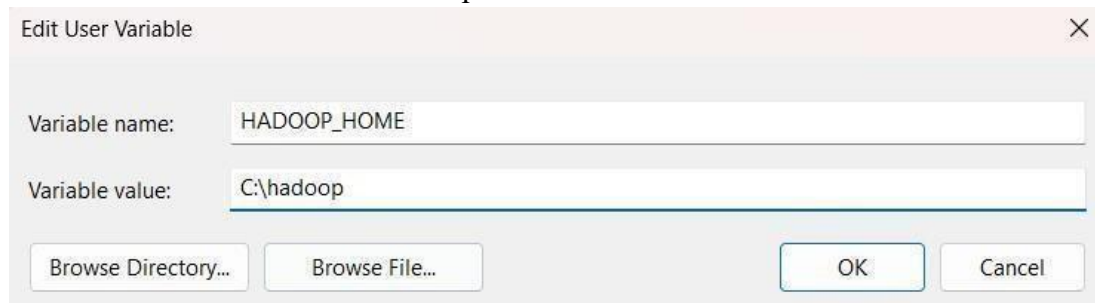 Edit User Variable
Variable name: HADOOP_HOME
Variable value: C:\hadoop
Browse Directory... Browse File... OK Cancel